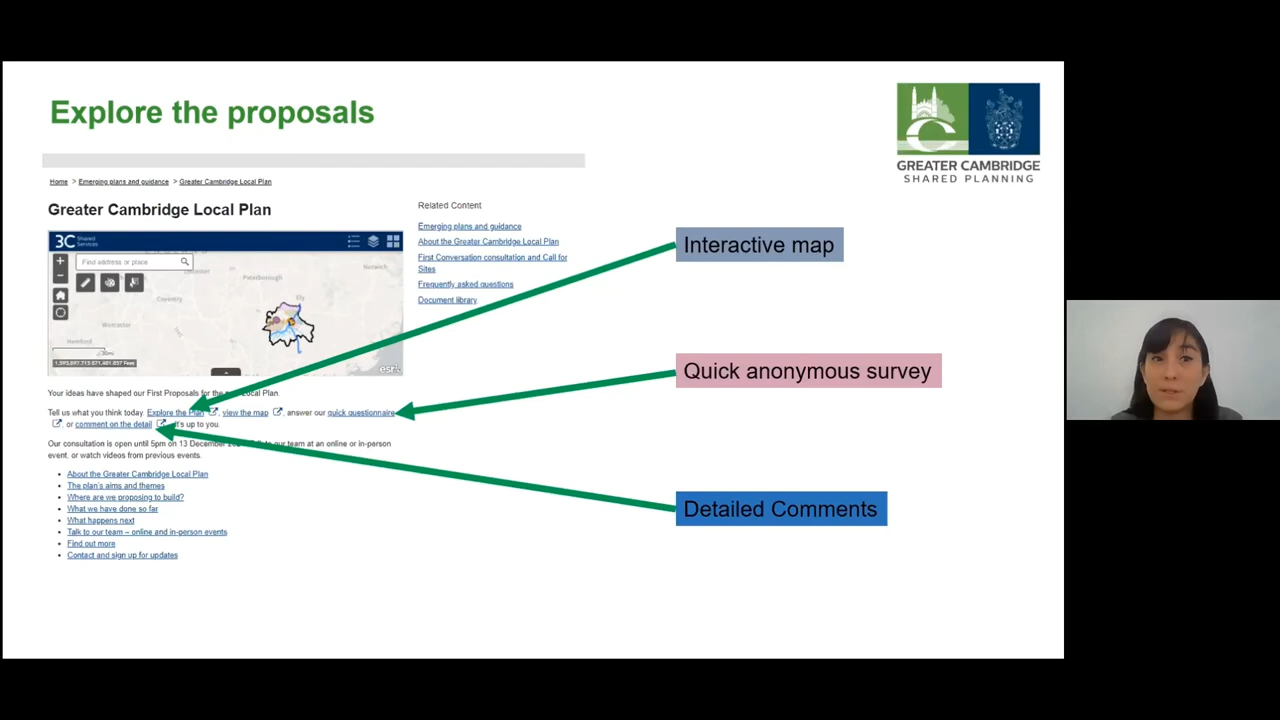 Explore the proposals
GREATER CAMBRIDGE
SHARED PLANNING
Home > Emerging plans and guidance > Greater Cambridge Local Plan
Greater Cambridge Local Plan
3C Shared Services
Find address or place
Peterborough
Norwich
Ely
Coventry
Worcester
Hereford
esri
Related Content
Emerging plans and guidance
About the Greater Cambridge Local Plan
First Conversation consultation and Call for
Sites
Frequently asked questions
Document library
Interactive map
Quick anonymous survey
Detailed Comments
Your ideas have shaped our First Proposals for the Local Plan.
Tell us what you think today. Explore the Plan, view the map, answer our quick questionnaire
, or comment on the detail. It's up to you.
Our consultation is open until 5pm on 13 December to our team at an online or in-person
event, or watch videos from previous events.
• About the Greater Cambridge Local Plan
• The plan's aims and themes
• Where are we proposing to build?
• What we have done so far
• What happens next
• Talk to our team – online and in-person events
• Find out more
• Contact and sign up for updates